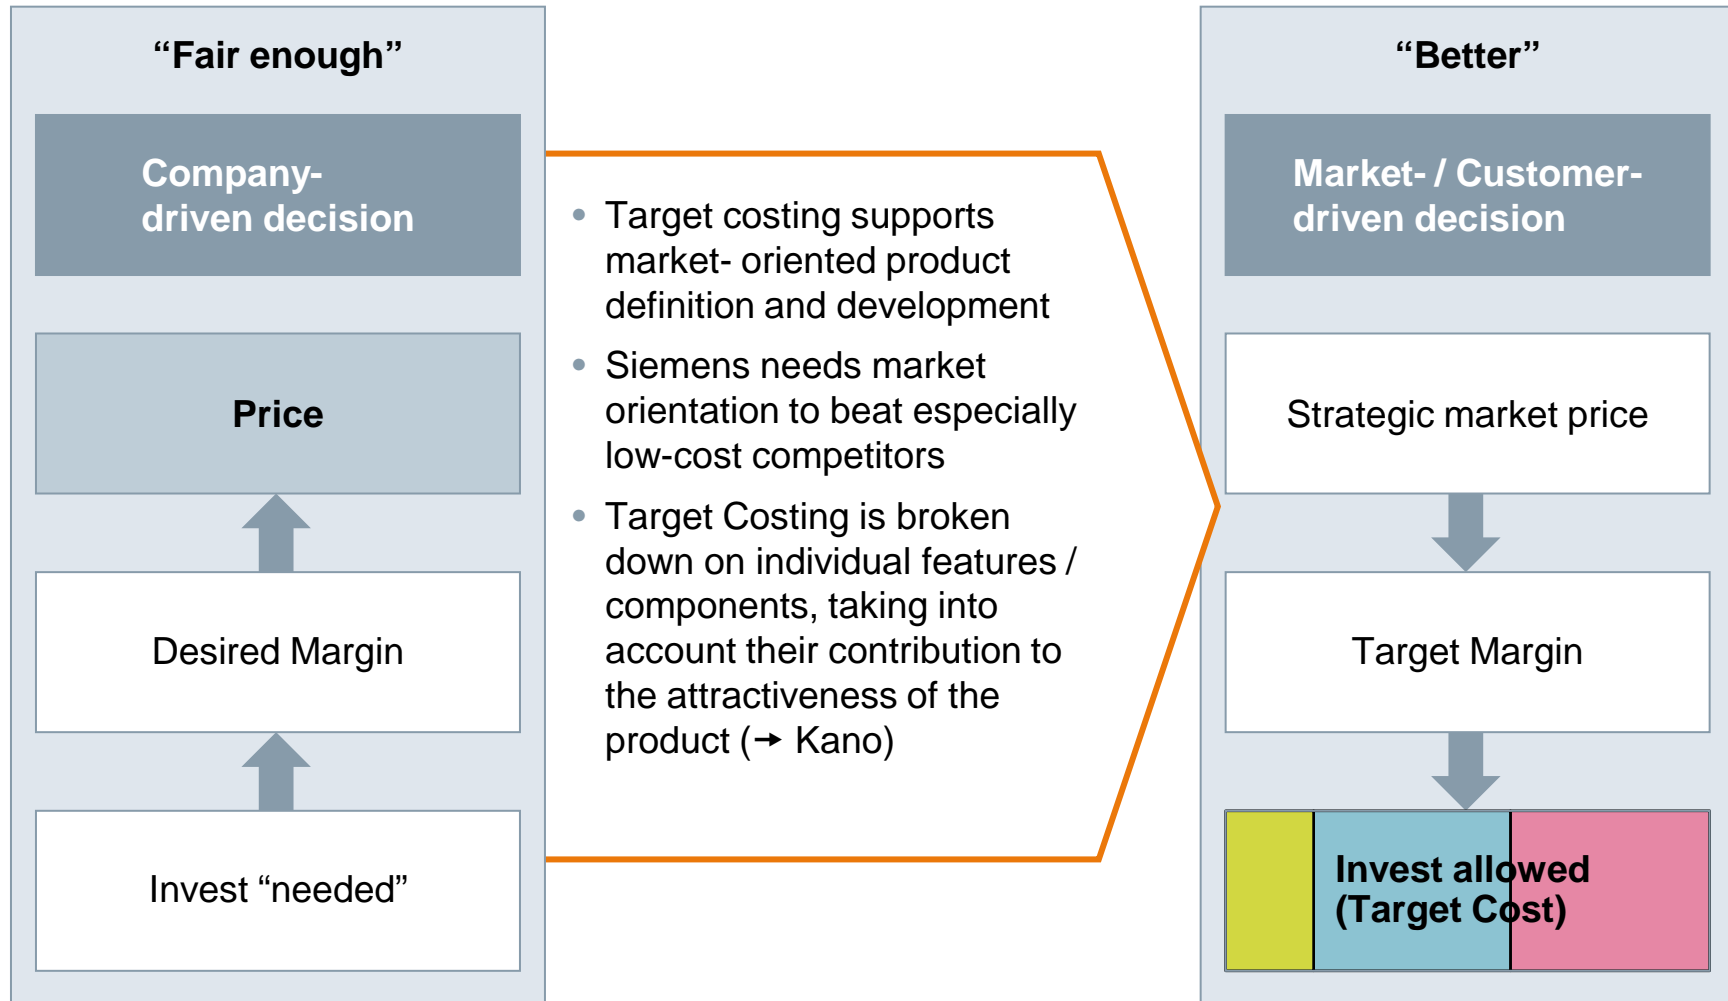 “Fair enough”
Company-
driven decision
Price
Desired Margin
Invest “needed”
• Target costing supports
market- oriented product
definition and development
• Siemens needs market
orientation to beat especially
low-cost competitors
• Target Costing is broken
down on individual features /
components, taking into
account their contribution to
the attractiveness of the
product (→ Kano)
“Better”
Market- / Customer-
driven decision
Strategic market price
Target Margin
Invest allowed
(Target Cost)